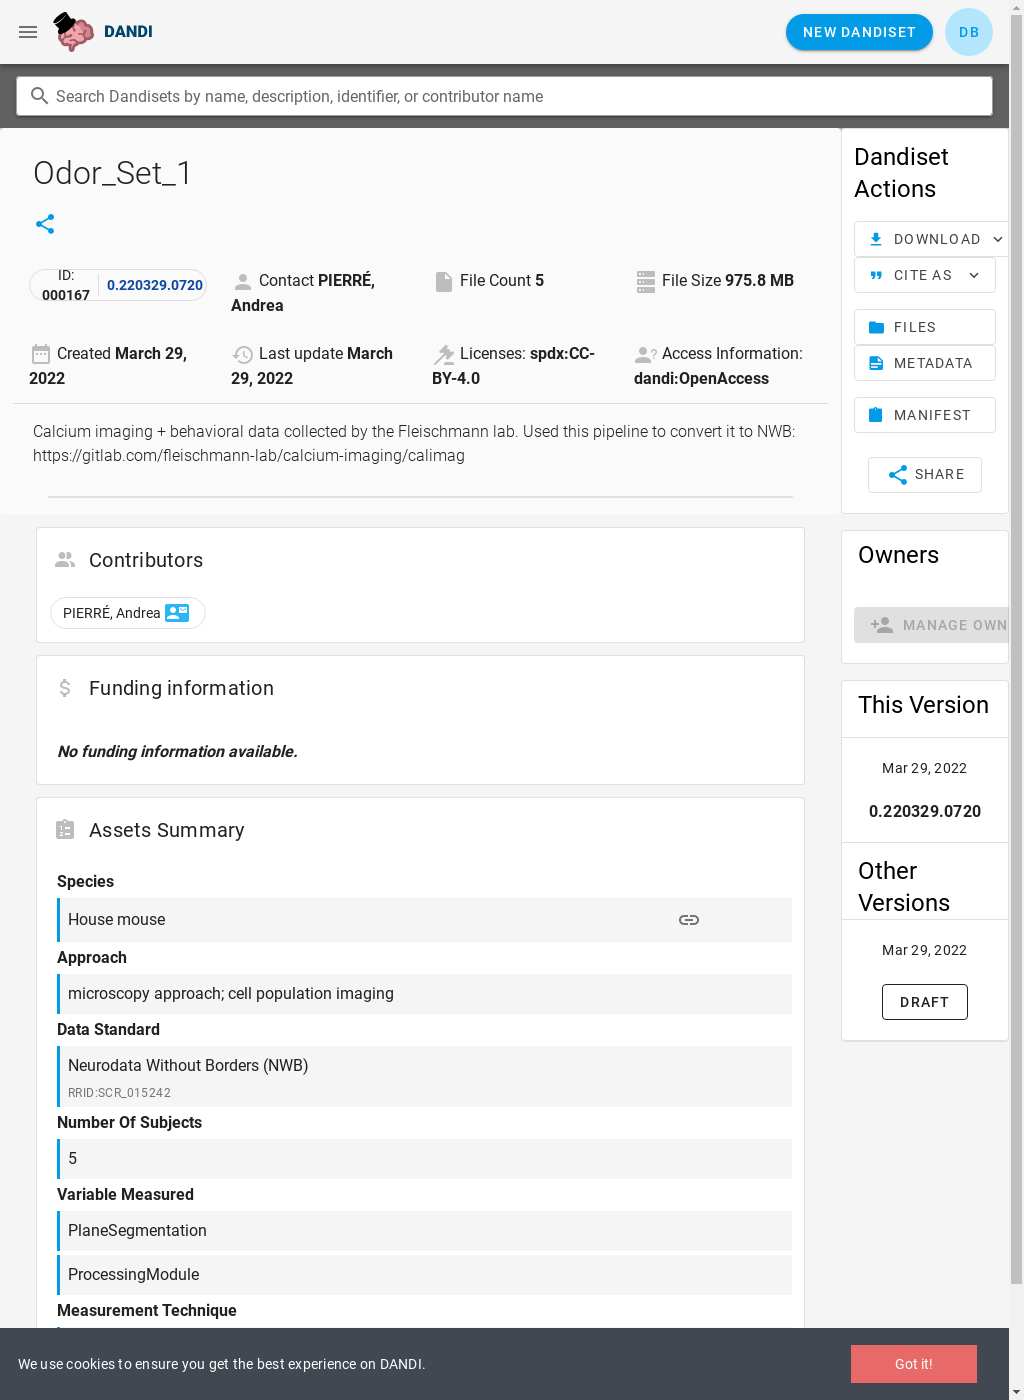 DANDI
NEW DANDISET
DB
Search Dandisets by name, description, identifier, or contributor name
Odor_Set_1
ID: 000167
0.220329.0720
Contact PIERRÉ,
Andrea
File Count 5
File Size 975.8 MB
Created March 29,
2022
Last update March
29, 2022
Licenses: spdx:CC-
BY-4.0
Access Information:
dandi:OpenAccess
Calcium imaging + behavioral data collected by the Fleischmann lab. Used this pipeline to convert it to NWB:
https://gitlab.com/fleischmann-lab/calcium-imaging/calimag
Contributors
PIERRÉ, Andrea
Funding information
No funding information available.
Assets Summary
Species
House mouse
Approach
microscopy approach; cell population imaging
Data Standard
Neurodata Without Borders (NWB)
RRID:SCR_015242
Number Of Subjects
5
Variable Measured
PlaneSegmentation
ProcessingModule
Measurement Technique
Dandiset
Actions
DOWNLOAD
CITE AS
FILES
METADATA
MANIFEST
SHARE
Owners
MANAGE OWN
This Version
Mar 29, 2022
0.220329.0720
Other
Versions
Mar 29, 2022
DRAFT
We use cookies to ensure you get the best experience on DANDI.
Got it!